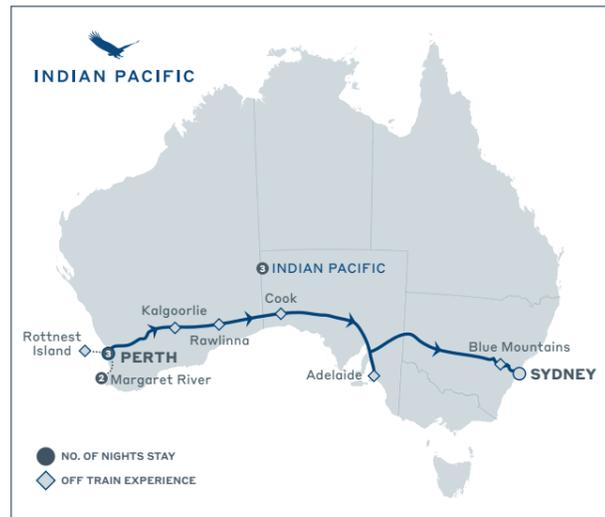 INDIAN PACIFIC
3 INDIAN PACIFIC
Cook
Kalgoorlie
Rawlinna
Rottnest
Island
3 PERTH
2 Margaret River
Adelaide
Blue Mountains
SYDNEY
NO. OF NIGHTS STAY
OFF TRAIN EXPERIENCE